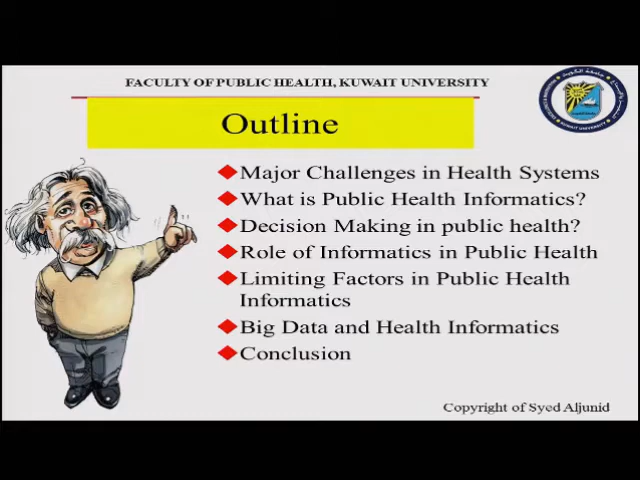 FACULTY OF PUBLIC HEALTH, KUWAIT UNIVERSITY
Outline
Major Challenges in Health Systems
What is Public Health Informatics?
Decision Making in public health?
Role of Informatics in Public Health
Limiting Factors in Public Health
Informatics
Big Data and Health Informatics
Conclusion
Copyright of Syed Aljunid